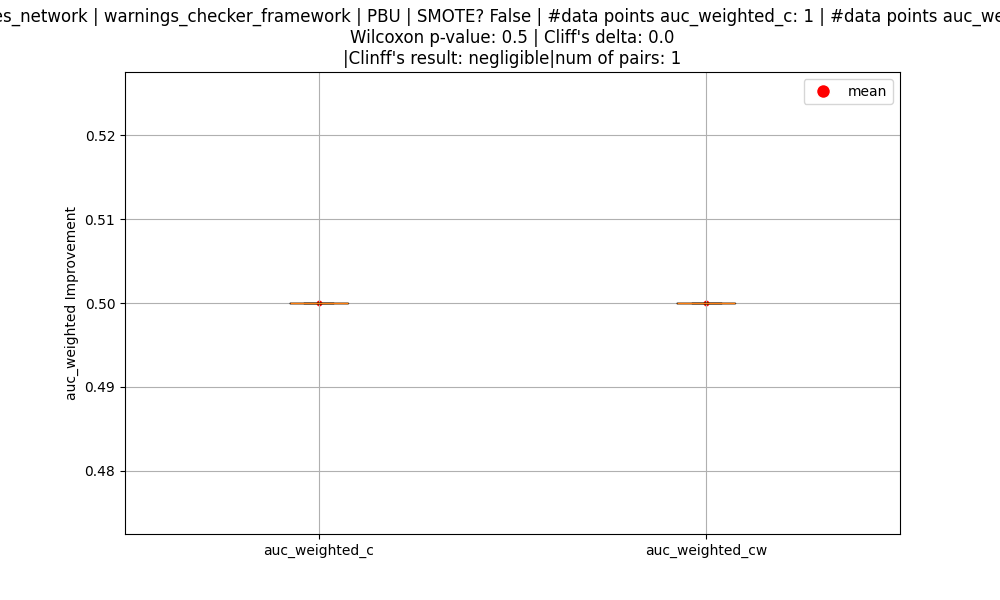 es_network | warnings_checker_framework | PBU | SMOTE? False | #data points auc_weighted_c: 1 | #data points auc_we
Wilcoxon p-value: 0.5 | Cliff's delta: 0.0
|Clinff's result: negligible|num of pairs: 1
mean
0.52
0.51
0.50
0.49
0.48
auc_weighted Improvement
auc_weighted_c
auc_weighted_cw